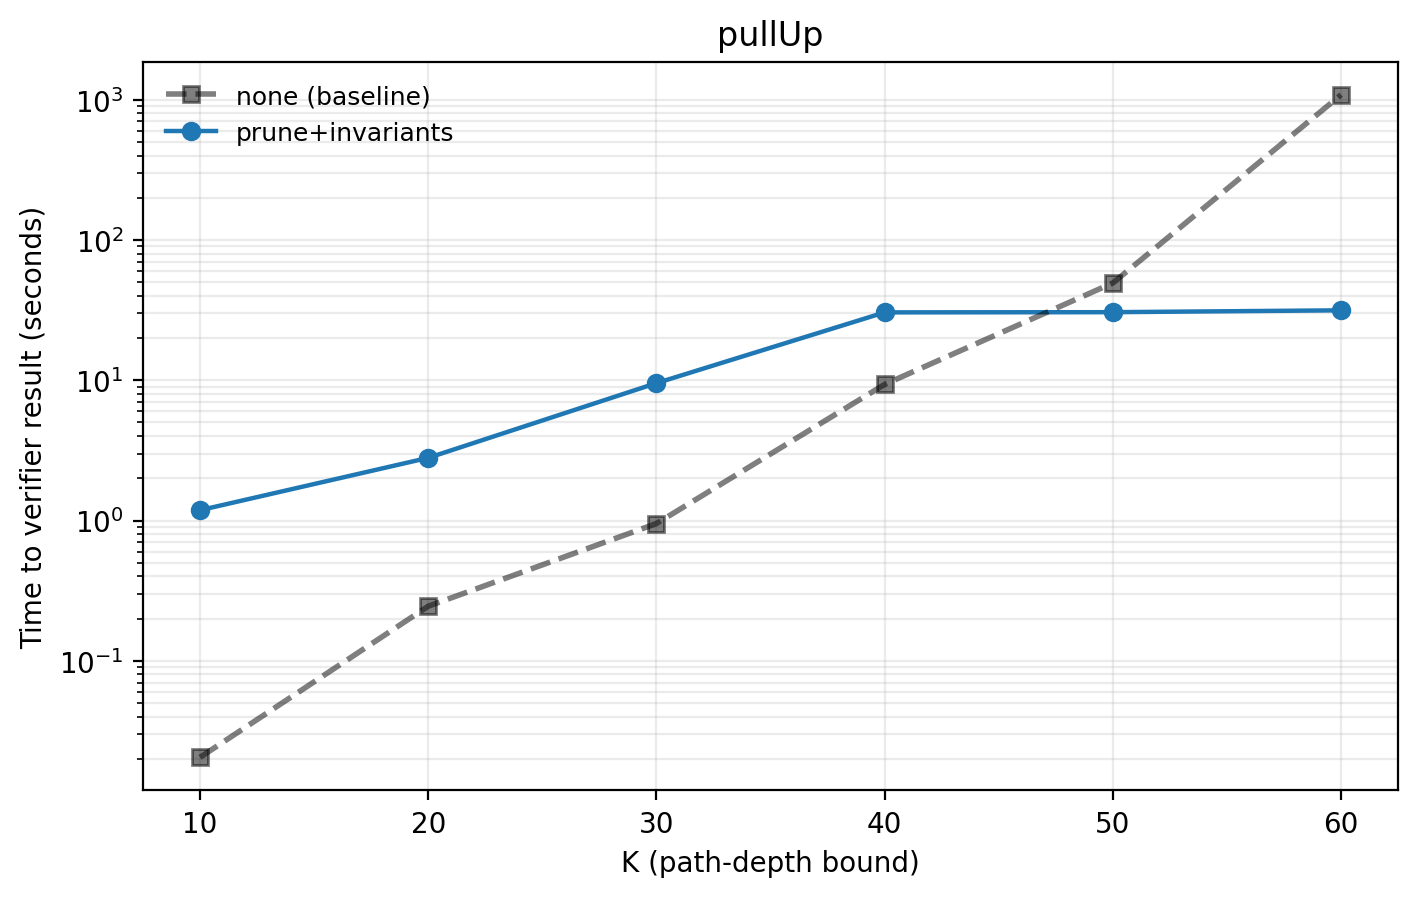 pullUp
none (baseline)
prune+invariants
Time to verifier result (seconds)
10³
10²
10¹
10⁰
10⁻¹
10 20 30 40 50 60
K (path-depth bound)